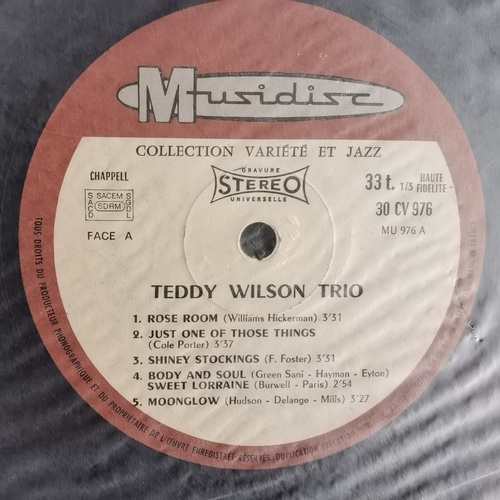 Musidisc
COLLECTION VARIÉTÉ ET JAZZ
CHAPPELL
GRAVURE
STEREO
UNIVERSELLE
33 t. 1/3 HAUTE FIDELITE
SACD SACEM SDRM SGDL
30 CV 976
FACE A
MU 976 A
TEDDY WILSON TRIO
1. ROSE ROOM (Williams Hickerman) 3'31
2. JUST ONE OF THOSE THINGS
(Cole Porter) 3'37
3. SHINEY STOCKINGS (F. Foster) 3'31
4. BODY AND SOUL (Green Sani - Hayman - Eyton)
SWEET LORRAINE (Burwell - Paris) 2'54
5. MOONGLOW (Hudson - Delange - Mills) 3'27
TOUS DROITS DU PRODUCTEUR PHONOGRAPHIQUE ET DU PROPRIETAIRE DE L'ŒUVRE ENREGISTREE RESERVES. DUPLICATION